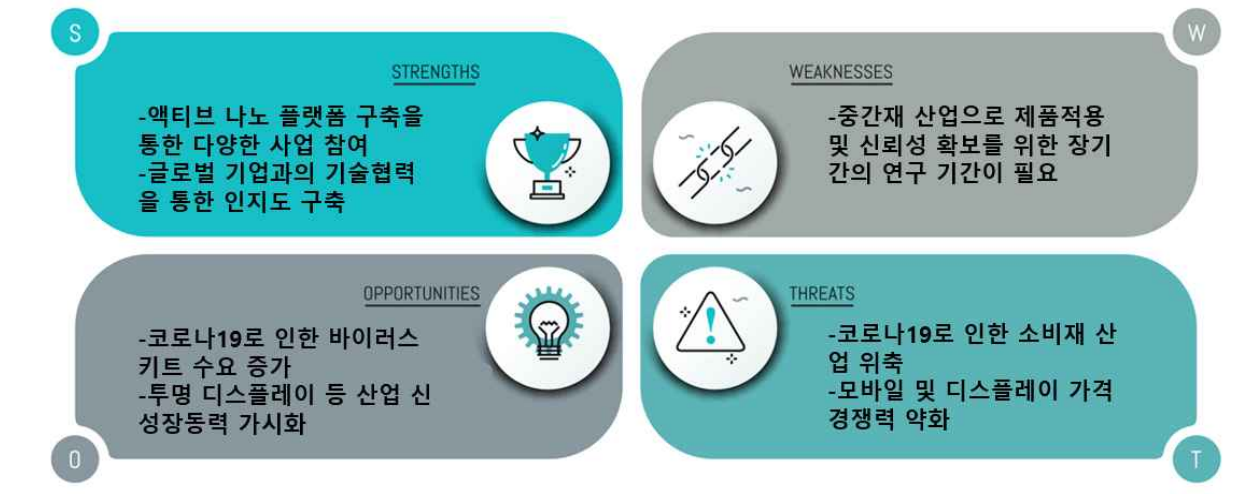 S
STRENGTHS
-액티브 나노 플랫폼 구축을
통한 다양한 사업 참여
-글로벌 기업과의 기술협력
을 통한 인지도 구축
W
WEAKNESSES
-중간재 산업으로 제품적용
및 신뢰성 확보를 위한 장기
간의 연구 기간이 필요
O
OPPORTUNITIES
-코로나19로 인한 바이러스
키트 수요 증가
-투명 디스플레이 등 산업 신
성장동력 가시화
T
THREATS
-코로나19로 인한 소비재 산
업 위축
-모바일 및 디스플레이 가격
경쟁력 약화